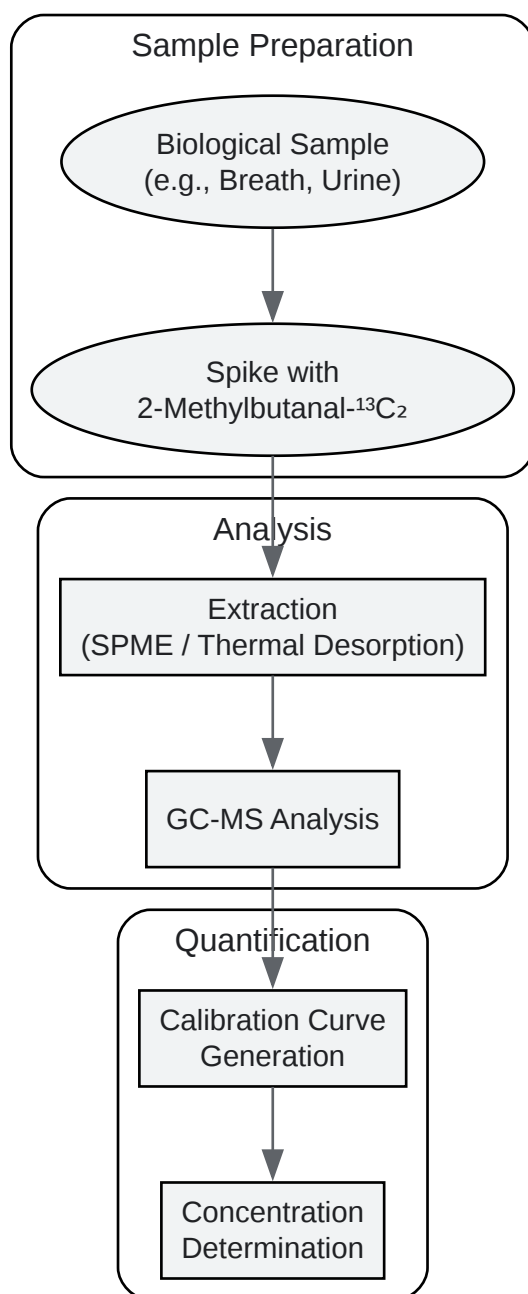 Sample Preparation
Biological Sample
(e.g., Breath, Urine)
Spike with
2-Methylbutanal-¹³C₂
Analysis
Extraction
(SPME / Thermal Desorption)
GC-MS Analysis
Quantification
Calibration Curve
Generation
Concentration
Determination